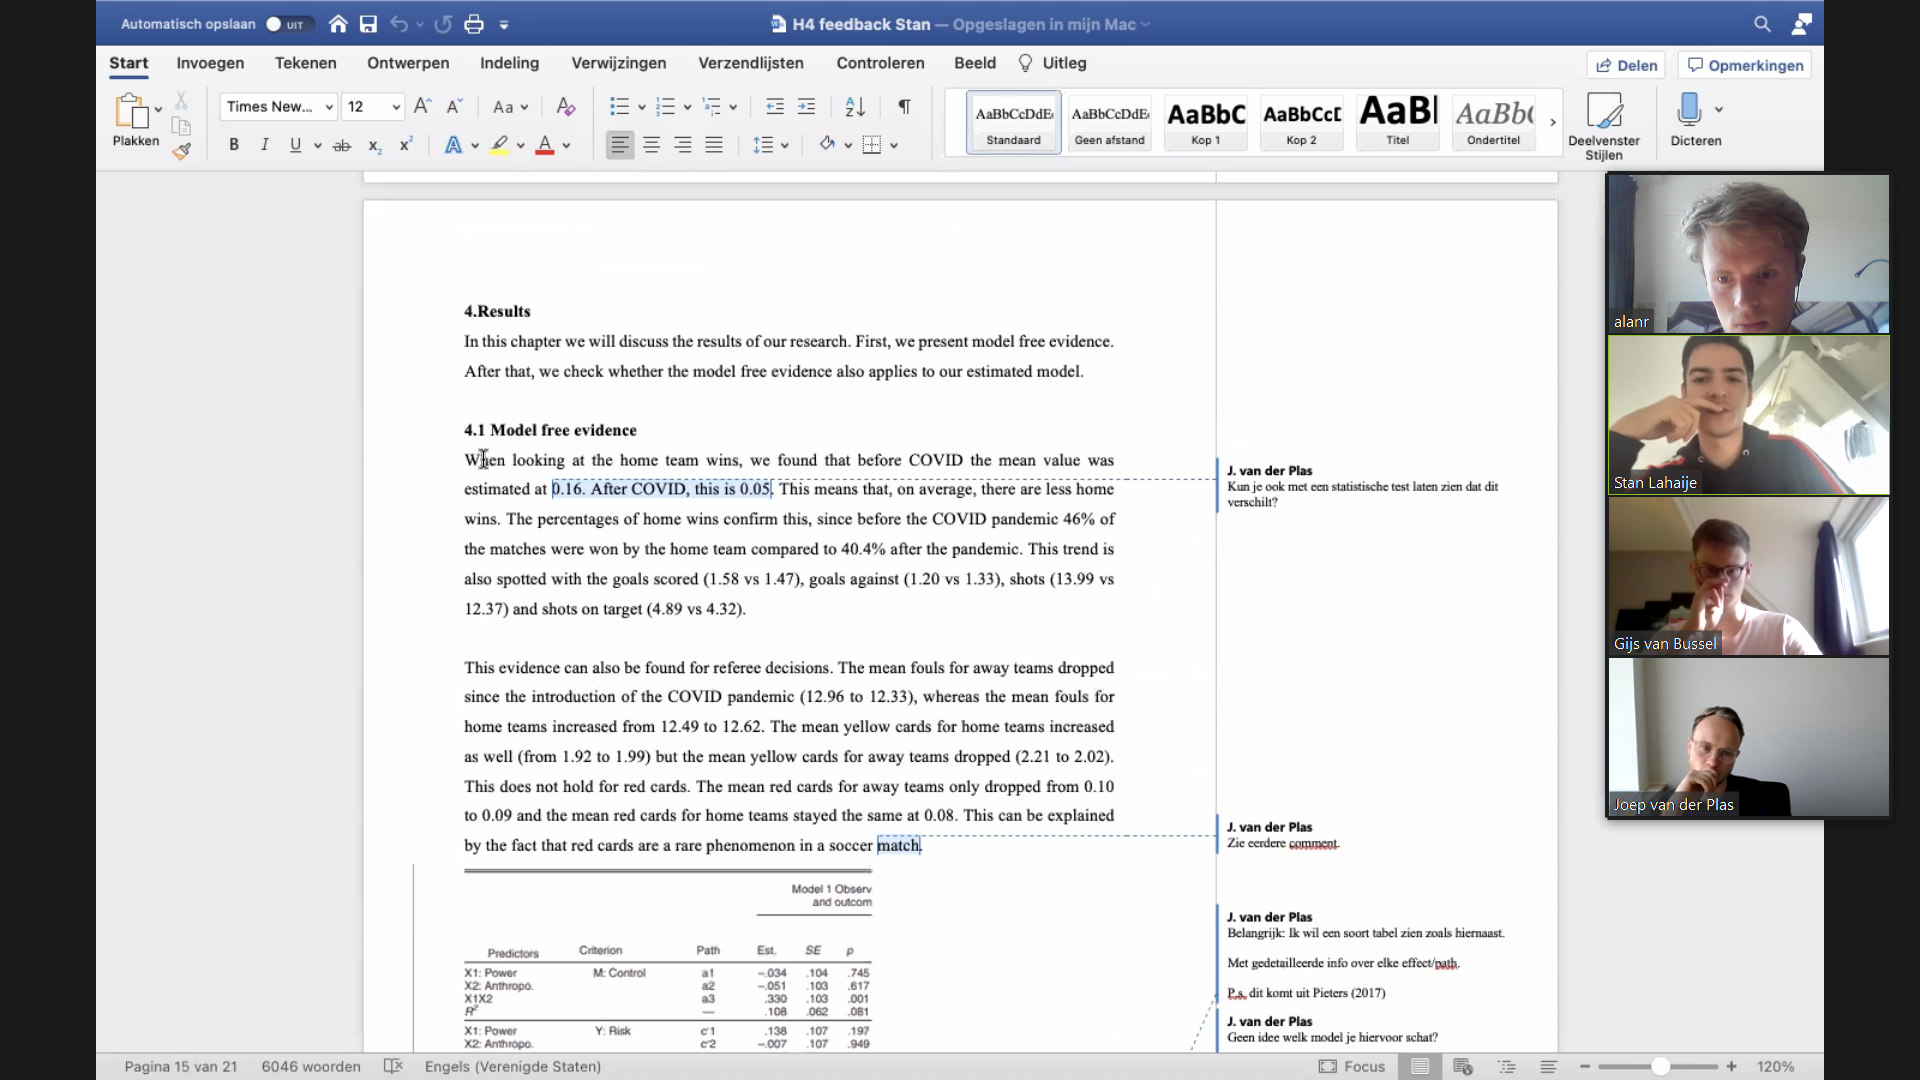 Automatisch opslaan UIT
H4 feedback Stan — Opgeslagen in mijn Mac
Start Invoegen Tekenen Ontwerpen Indeling Verwijzingen Verzendlijsten Controleren Beeld Uitleg
Delen Opmerkingen
Plakken
Times New... 12
AaBbCcDdEe Standaard
AaBbCcDdEe Geen afstand
AaBbC Kop 1
AaBbCcD Kop 2
AaBl Titel
AaBb( Ondertitel
Deelvenster
Stijlen
Dicteren
4.Results
In this chapter we will discuss the results of our research. First, we present model free evidence.
After that, we check whether the model free evidence also applies to our estimated model.
4.1 Model free evidence
When looking at the home team wins, we found that before COVID the mean value was
estimated at 0.16. After COVID, this is 0.05. This means that, on average, there are less home
wins. The percentages of home wins confirm this, since before the COVID pandemic 46% of
the matches were won by the home team compared to 40.4% after the pandemic. This trend is
also spotted with the goals scored (1.58 vs 1.47), goals against (1.20 vs 1.33), shots (13.99 vs
12.37) and shots on target (4.89 vs 4.32).
This evidence can also be found for referee decisions. The mean fouls for away teams dropped
since the introduction of the COVID pandemic (12.96 to 12.33), whereas the mean fouls for
home teams increased from 12.49 to 12.62. The mean yellow cards for home teams increased
as well (from 1.92 to 1.99) but the mean yellow cards for away teams dropped (2.21 to 2.02).
This does not hold for red cards. The mean red cards for away teams only dropped from 0.10
to 0.09 and the mean red cards for home teams stayed the same at 0.08. This can be explained
by the fact that red cards are a rare phenomenon in a soccer match.
Model 1 Observ
and outcom
Predictors Criterion Path Est. SE p
X1: Power M: Control a1 –.034 .104 .745
X2: Anthropo. a2 –.051 .103 .617
X1X2 a3 .330 .103 .001
R² — .108 .062 .081
X1: Power Y: Risk c'1 .138 .107 .197
X2: Anthropo. c'2 –.007 .107 .949
J. van der Plas
Kun je ook met een statistische test laten zien dat dit
verschilt?
J. van der Plas
Zie eerdere comment.
J. van der Plas
Belangrijk: Ik wil een soort tabel zien zoals hiernaast.
Met gedetailleerde info over elke effect/path.
P.s. dit komt uit Pieters (2017)
J. van der Plas
Geen idee welk model je hiervoor schat?
alanr
Stan Lahaije
Gijs van Bussel
Joep van der Plas
Pagina 15 van 21 6046 woorden Engels (Verenigde Staten) Focus 120%